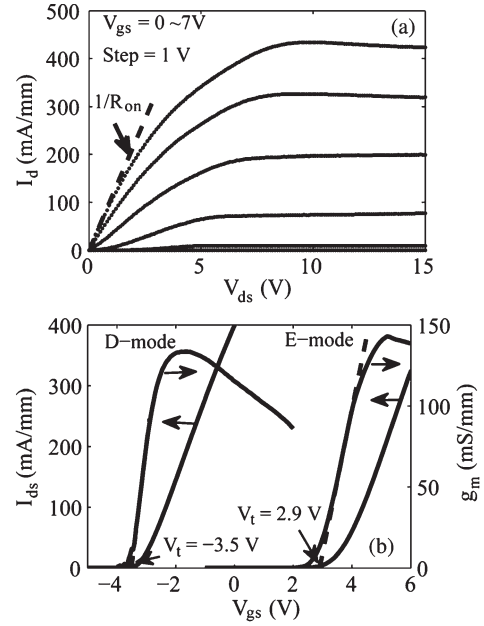 500
400
300
200
100
0
I_d (mA/mm)
V_gs = 0 ~7V
Step = 1 V
(a)
1/R_on
0 5 10 15
V_ds (V)
400
300
200
100
0
I_ds (mA/mm)
D−mode
E−mode
V_t = 2.9 V
V_t = −3.5 V
(b)
150
100
50
0
g_m (mS/mm)
−4 −2 0 2 4 6
V_gs (V)